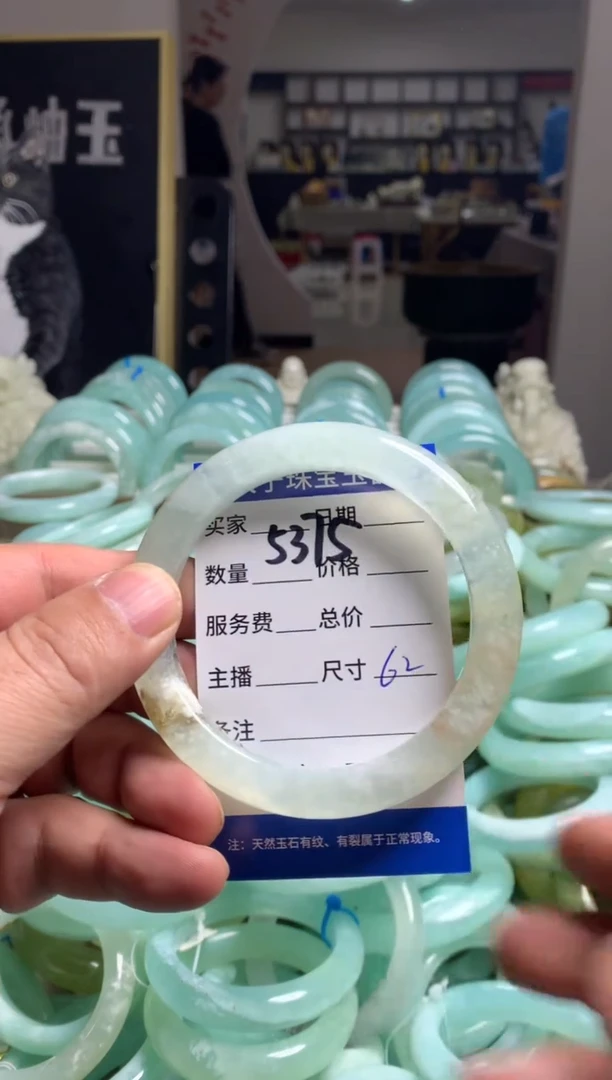 珠宝玉
买家 日期
5375
数量 价格
服务费 总价
主播 尺寸 62
备注
注：天然玉石有纹、有裂属于正常现象。